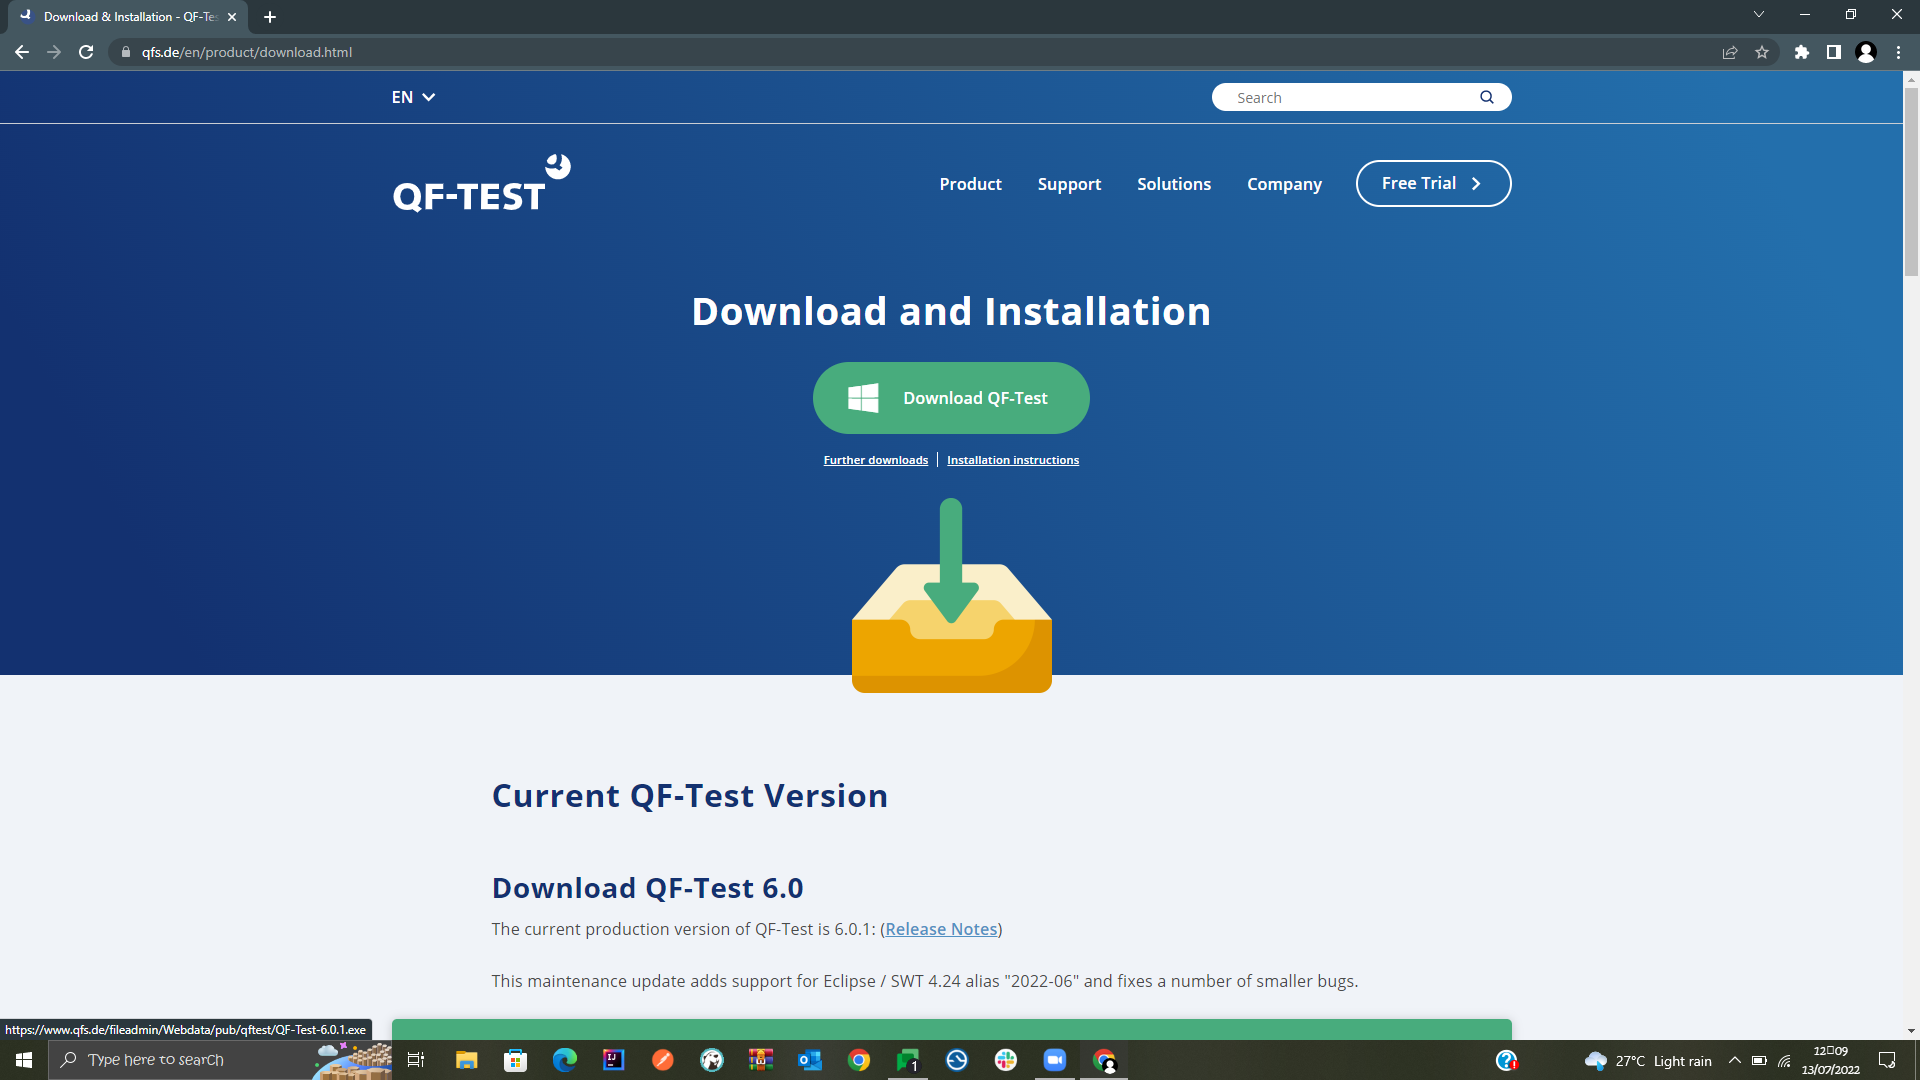 Download & Installation - QF-Tes
qfs.de/en/product/download.html
EN
Search
QF-TEST
Product
Support
Solutions
Company
Free Trial
Download and Installation
Download QF-Test
Further downloads
Installation instructions
Current QF-Test Version
Download QF-Test 6.0
The current production version of QF-Test is 6.0.1: (Release Notes)
This maintenance update adds support for Eclipse / SWT 4.24 alias "2022-06" and fixes a number of smaller bugs.
https://www.qfs.de/fileadmin/Webdata/pub/qftest/QF-Test-6.0.1.exe
Type here to search
1
27°C Light rain
12▯09
13/07/2022